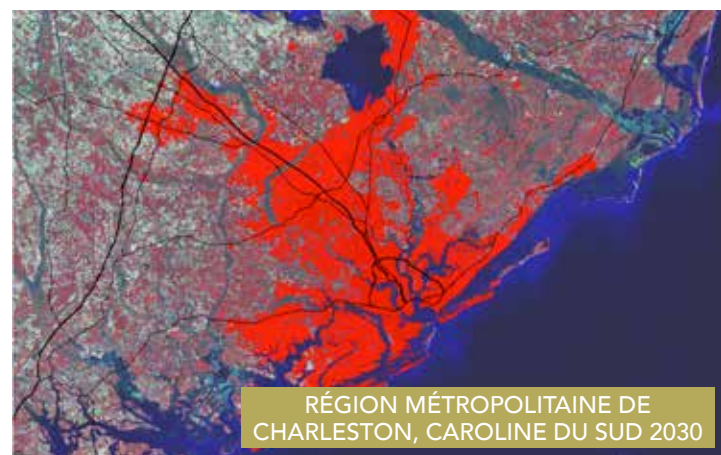 RÉGION MÉTROPOLITAINE DE
CHARLESTON, CAROLINE DU SUD 2030